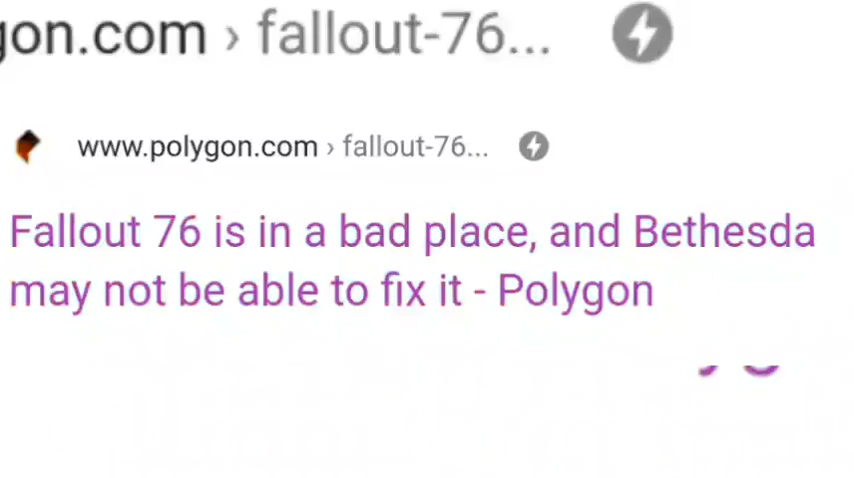 gon.com › fallout-76...
www.polygon.com › fallout-76...
Fallout 76 is in a bad place, and Bethesda
may not be able to fix it - Polygon